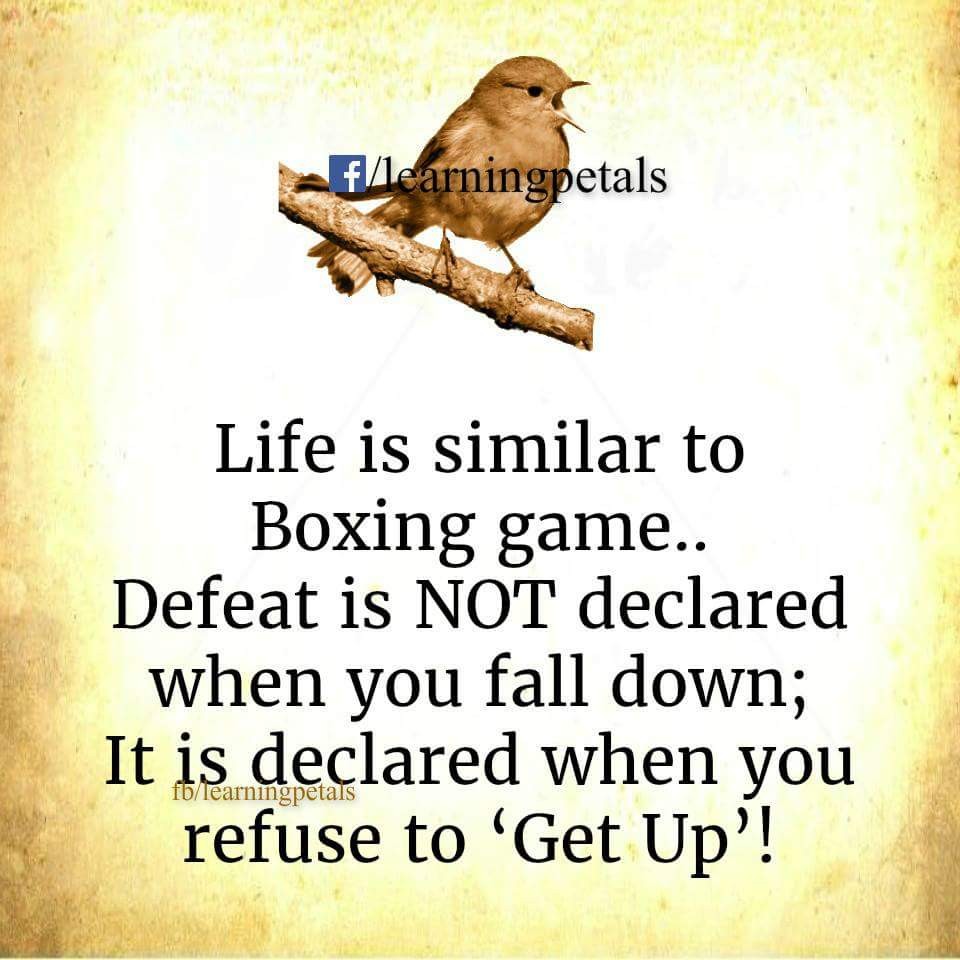 f/learningpetals
Life is similar to
Boxing game..
Defeat is NOT declared
when you fall down;
It is declared when you
fb/learningpetals
refuse to ‘Get Up’!